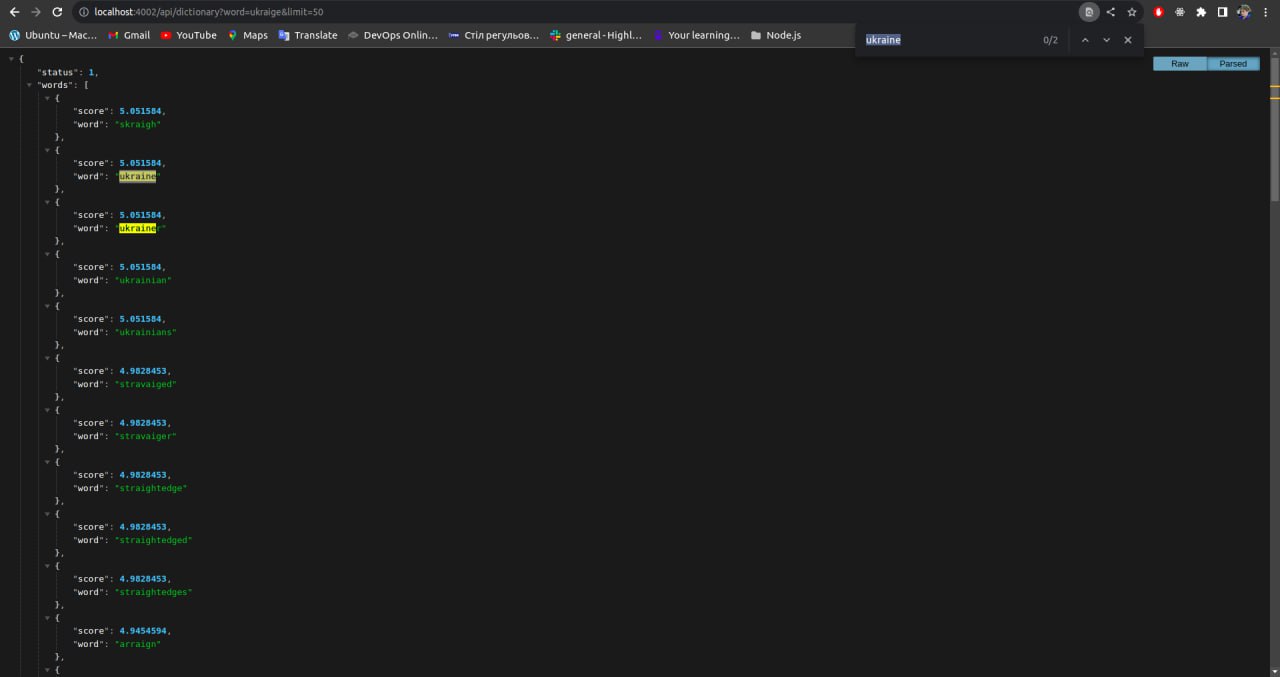 localhost:4002/api/dictionary?word=ukraige&limit=50
Ubuntu – Mac... Gmail YouTube Maps Translate DevOps Onlin... Стіл регульов... general - Highl... Your learning... Node.js
ukraine 0/2
Raw Parsed
{
"status": 1,
"words": [
{
"score": 5.051584,
"word": "skraigh"
},
{
"score": 5.051584,
"word": "ukraine"
},
{
"score": 5.051584,
"word": "ukrainer"
},
{
"score": 5.051584,
"word": "ukrainian"
},
{
"score": 5.051584,
"word": "ukrainians"
},
{
"score": 4.9828453,
"word": "stravaiged"
},
{
"score": 4.9828453,
"word": "stravaiger"
},
{
"score": 4.9828453,
"word": "straightedge"
},
{
"score": 4.9828453,
"word": "straightedged"
},
{
"score": 4.9828453,
"word": "straightedges"
},
{
"score": 4.9454594,
"word": "arraign"
},
{